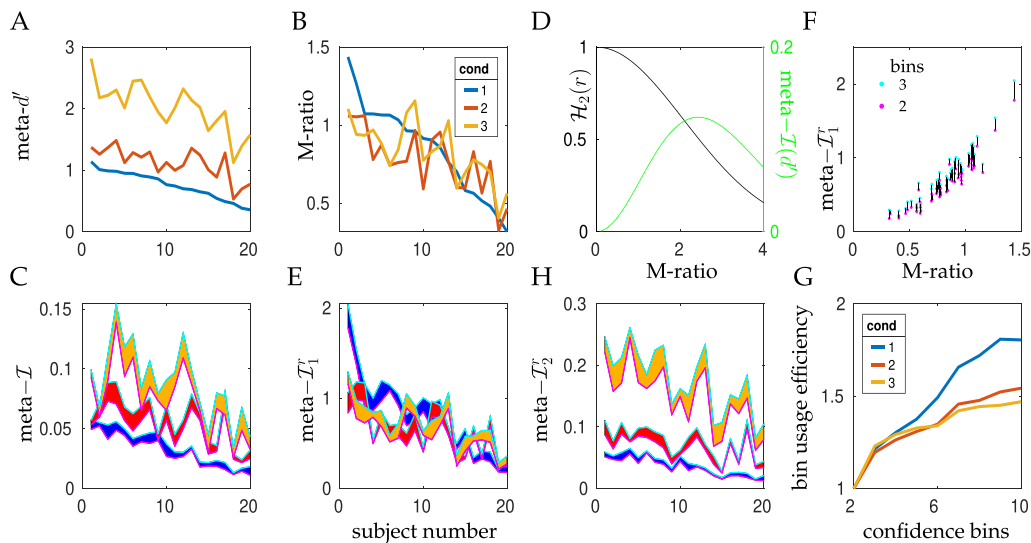 A
meta-d′
3
2
1
0
0
10
20
B
M-ratio
1.5
1
0.5
0
10
20
cond
1
2
3
D
H₂(r)
1
0.5
0
0
2
4
M-ratio
0.2
0
meta−I(d′)
F
meta−I₁ʳ
2
1
0
0
0.5
1
1.5
M-ratio
bins
3
2
C
meta−I
0.15
0.1
0.05
0
0
10
20
E
meta−I₁ʳ
2
1.5
1
0.5
0
0
10
20
subject number
H
meta−I₂ʳ
0.3
0.2
0.1
0
0
10
20
G
bin usage efficiency
2
1.5
1
2
6
10
confidence bins
cond
1
2
3